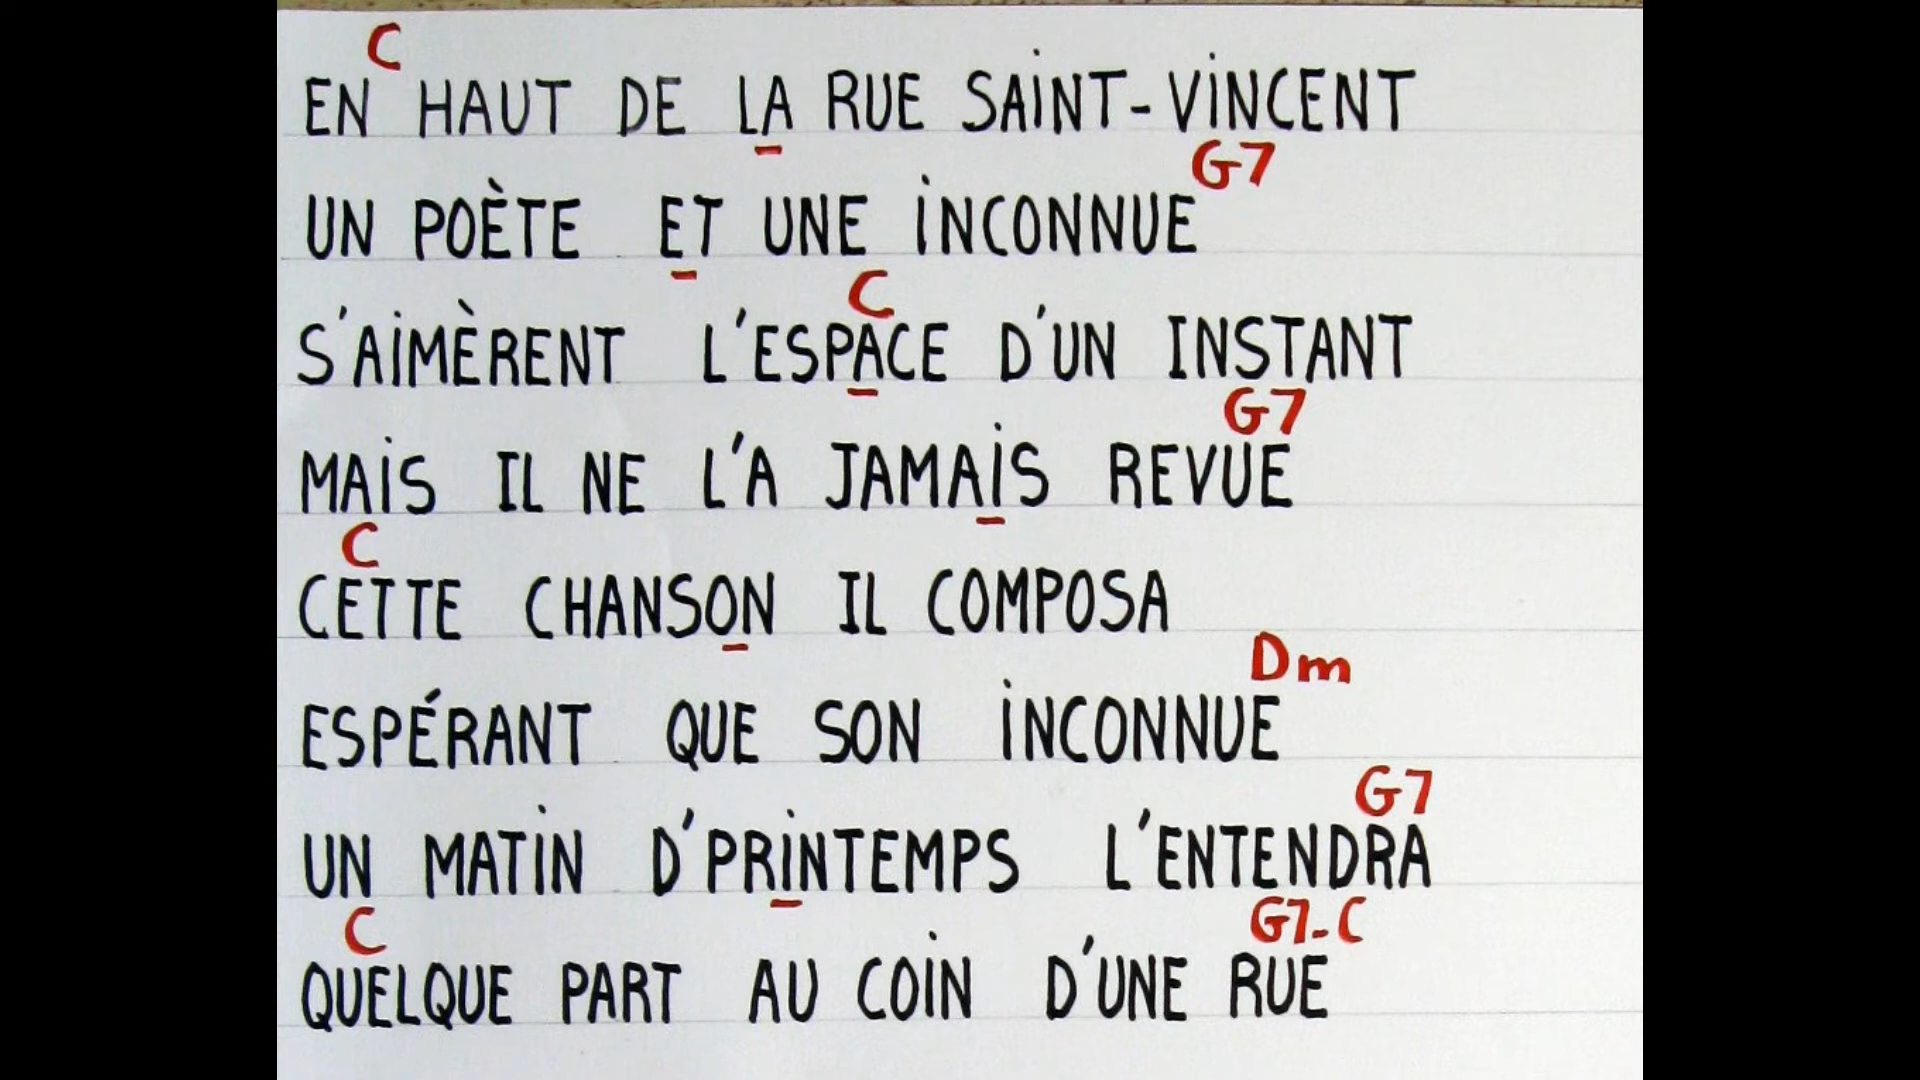 C
EN HAUT DE LA RUE SAINT-VINCENT
G7
UN POÈTE ET UNE INCONNUE
C
S'AIMÈRENT L'ESPACE D'UN INSTANT
G7
MAIS IL NE L'A JAMAIS REVUE
C
CETTE CHANSON IL COMPOSA
Dm
ESPÉRANT QUE SON INCONNUE
G7
UN MATIN D'PRINTEMPS L'ENTENDRA
C G7-C
QUELQUE PART AU COIN D'UNE RUE